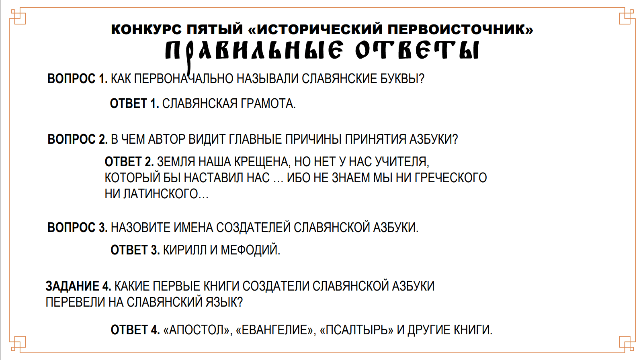 КОНКУРС ПЯТЫЙ «ИСТОРИЧЕСКИЙ ПЕРВОИСТОЧНИК»
ПРАВИЛЬНЫЕ ОТВЕТЫ
ВОПРОС 1. КАК ПЕРВОНАЧАЛЬНО НАЗЫВАЛИ СЛАВЯНСКИЕ БУКВЫ?
ОТВЕТ 1. СЛАВЯНСКАЯ ГРАМОТА.
ВОПРОС 2. В ЧЕМ АВТОР ВИДИТ ГЛАВНЫЕ ПРИЧИНЫ ПРИНЯТИЯ АЗБУКИ?
ОТВЕТ 2. ЗЕМЛЯ НАША КРЕЩЕНА, НО НЕТ У НАС УЧИТЕЛЯ,
КОТОРЫЙ БЫ НАСТАВИЛ НАС … ИБО НЕ ЗНАЕМ МЫ НИ ГРЕЧЕСКОГО
НИ ЛАТИНСКОГО…
ВОПРОС 3. НАЗОВИТЕ ИМЕНА СОЗДАТЕЛЕЙ СЛАВЯНСКОЙ АЗБУКИ.
ОТВЕТ 3. КИРИЛЛ И МЕФОДИЙ.
ЗАДАНИЕ 4. КАКИЕ ПЕРВЫЕ КНИГИ СОЗДАТЕЛИ СЛАВЯНСКОЙ АЗБУКИ
ПЕРЕВЕЛИ НА СЛАВЯНСКИЙ ЯЗЫК?
ОТВЕТ 4. «АПОСТОЛ», «ЕВАНГЕЛИЕ», «ПСАЛТЫРЬ» И ДРУГИЕ КНИГИ.